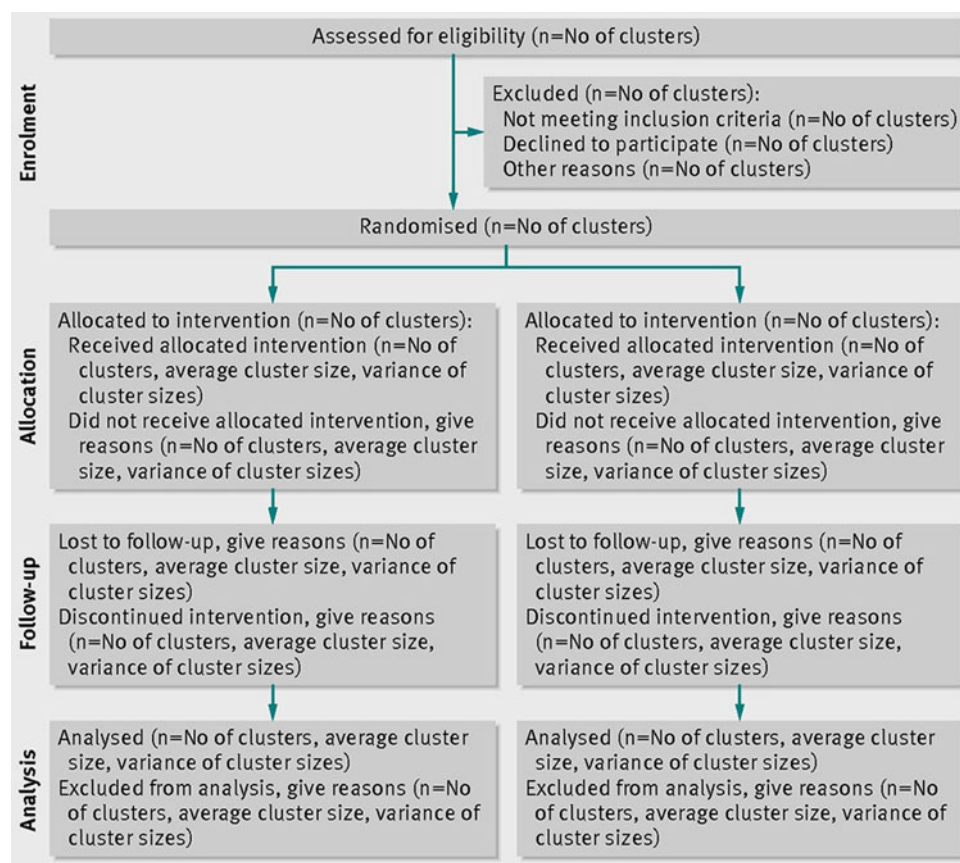 Enrolment
Assessed for eligibility (n=No of clusters)
Excluded (n=No of clusters):
Not meeting inclusion criteria (n=No of clusters)
Declined to participate (n=No of clusters)
Other reasons (n=No of clusters)
Randomised (n=No of clusters)
Allocation
Allocated to intervention (n=No of clusters):
Received allocated intervention (n=No of
clusters, average cluster size, variance of
cluster sizes)
Did not receive allocated intervention, give
reasons (n=No of clusters, average cluster
size, variance of cluster sizes)
Allocated to intervention (n=No of clusters):
Received allocated intervention (n=No of
clusters, average cluster size, variance of
cluster sizes)
Did not receive allocated intervention, give
reasons (n=No of clusters, average cluster
size, variance of cluster sizes)
Follow-up
Lost to follow-up, give reasons (n=No of
clusters, average cluster size, variance of
cluster sizes)
Discontinued intervention, give reasons
(n=No of clusters, average cluster size,
variance of cluster sizes)
Lost to follow-up, give reasons (n=No of
clusters, average cluster size, variance of
cluster sizes)
Discontinued intervention, give reasons
(n=No of clusters, average cluster size,
variance of cluster sizes)
Analysis
Analysed (n=No of clusters, average cluster
size, variance of cluster sizes)
Excluded from analysis, give reasons (n=No
of clusters, average cluster size, variance of
cluster sizes)
Analysed (n=No of clusters, average cluster
size, variance of cluster sizes)
Excluded from analysis, give reasons (n=No
of clusters, average cluster size, variance of
cluster sizes)